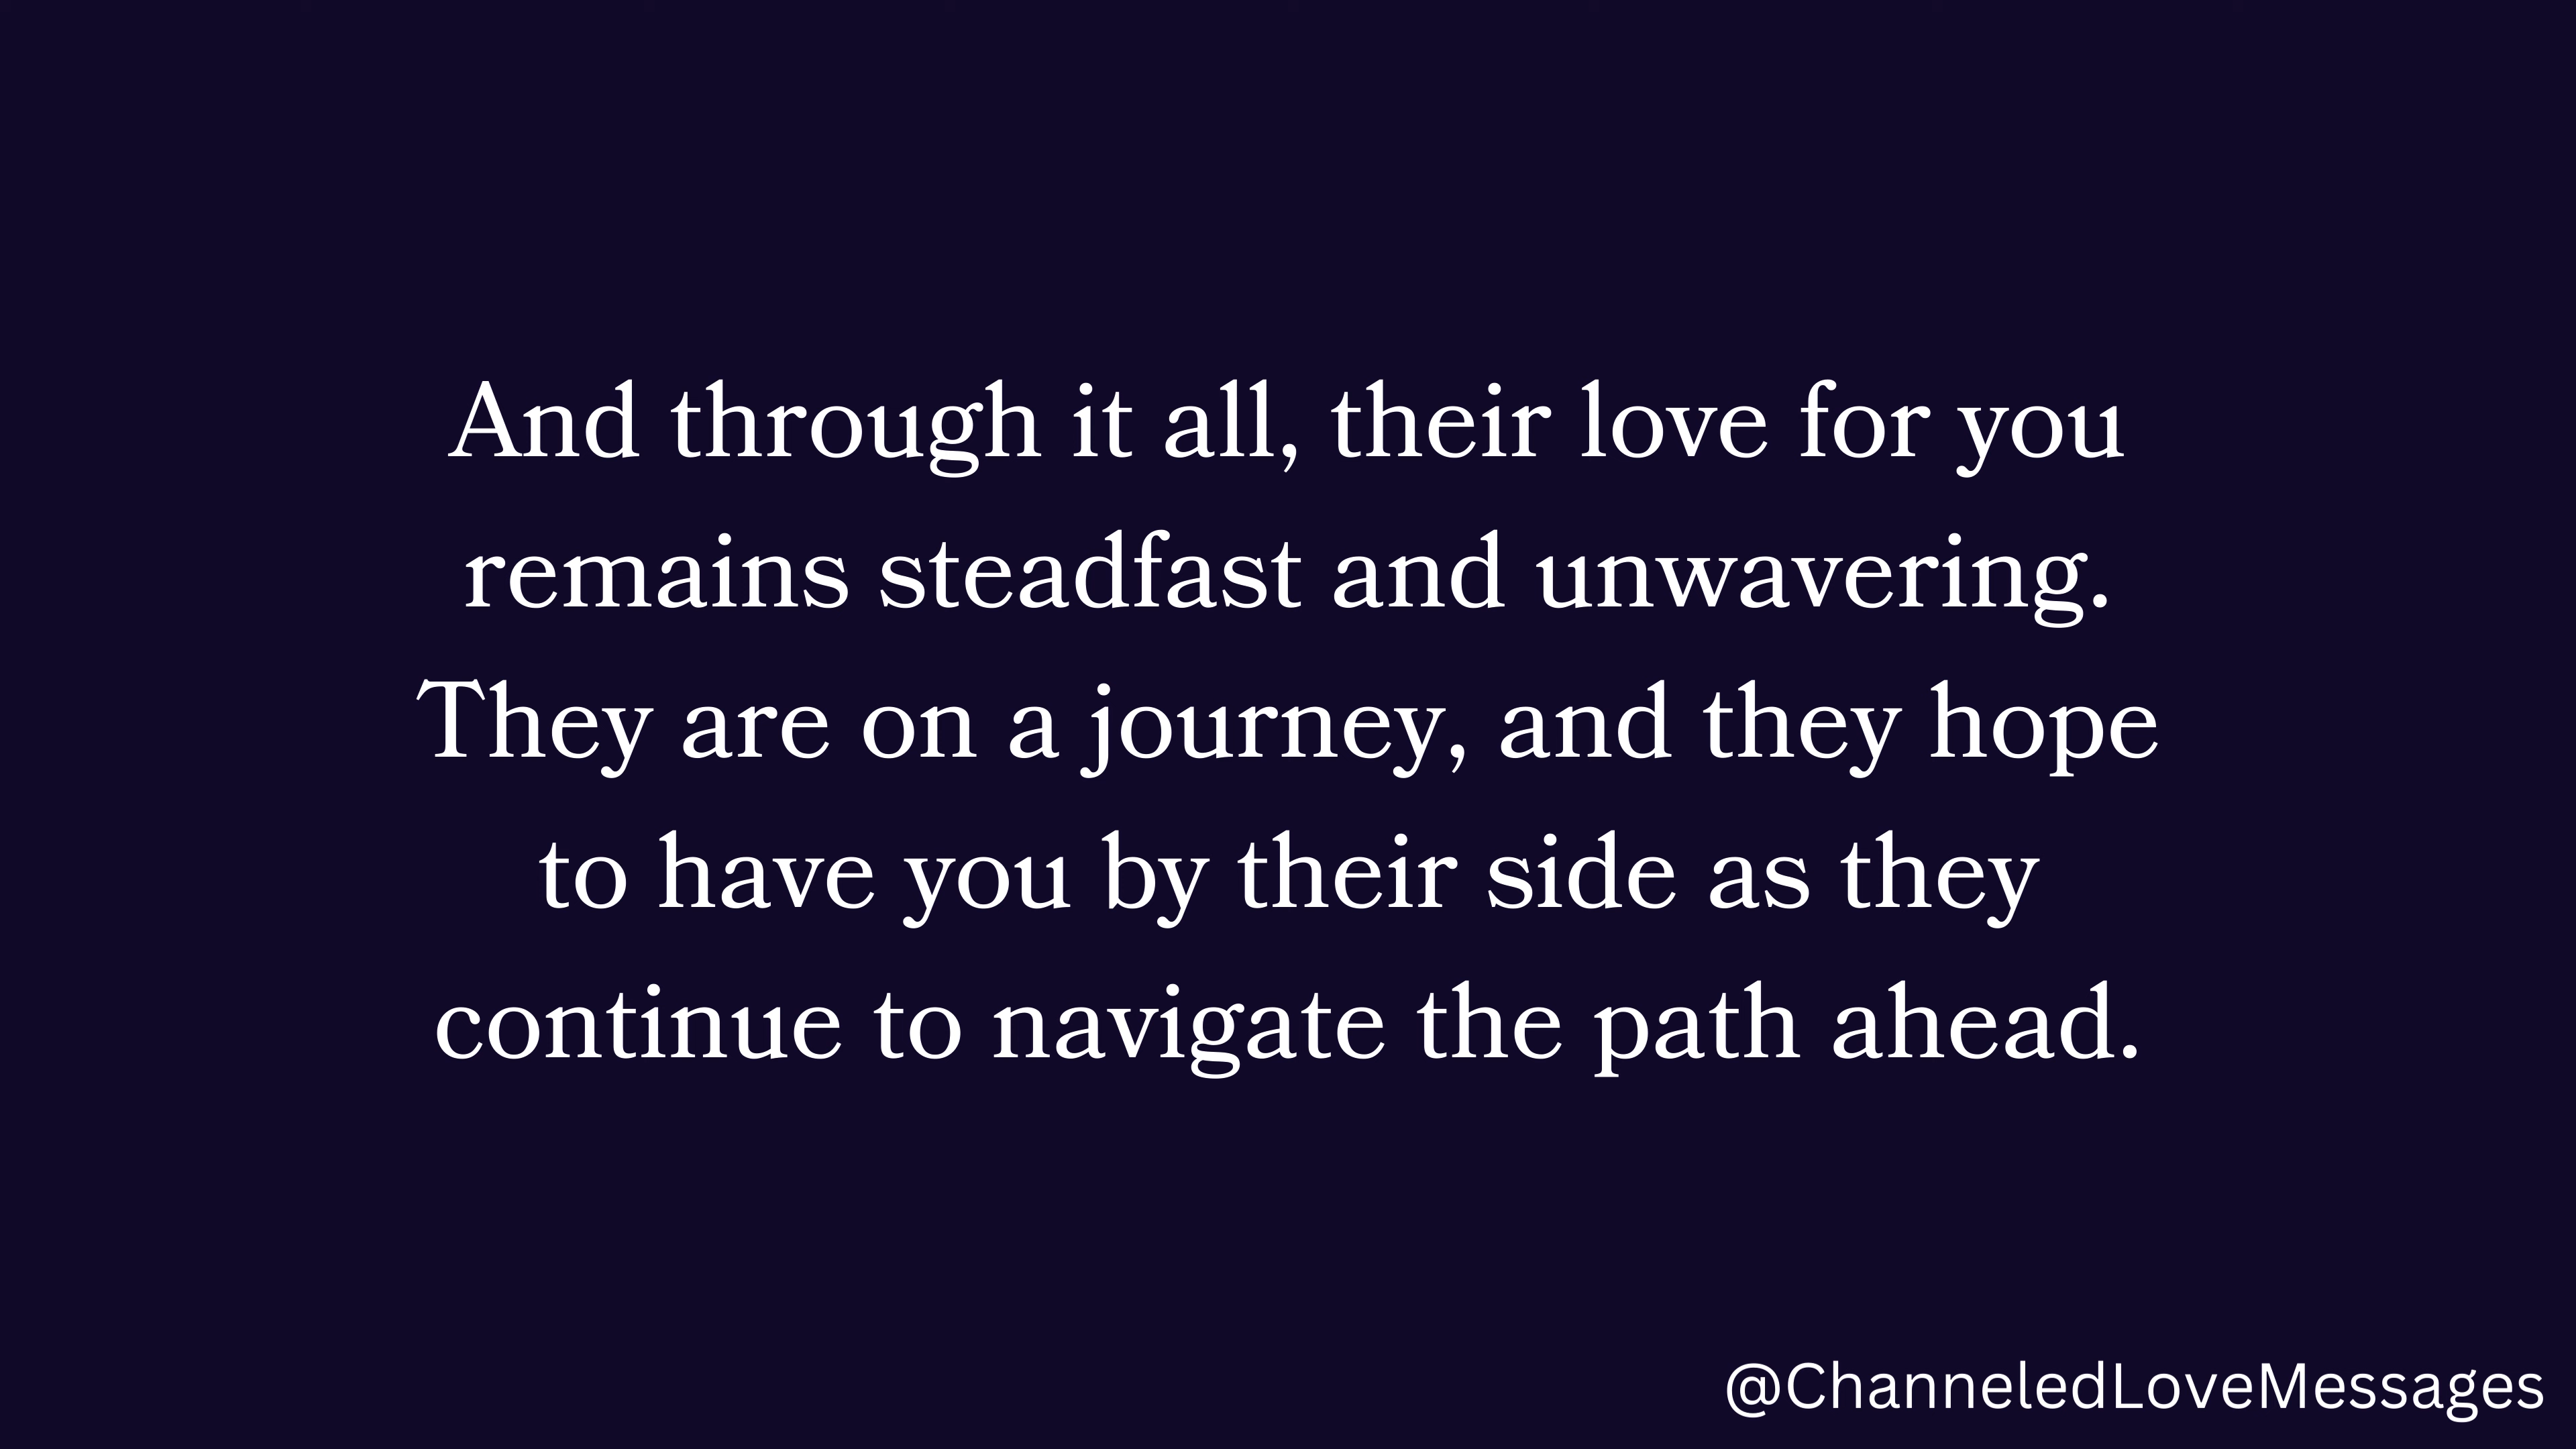 And through it all, their love for you
remains steadfast and unwavering.
They are on a journey, and they hope
to have you by their side as they
continue to navigate the path ahead.
@ChanneledLoveMessages